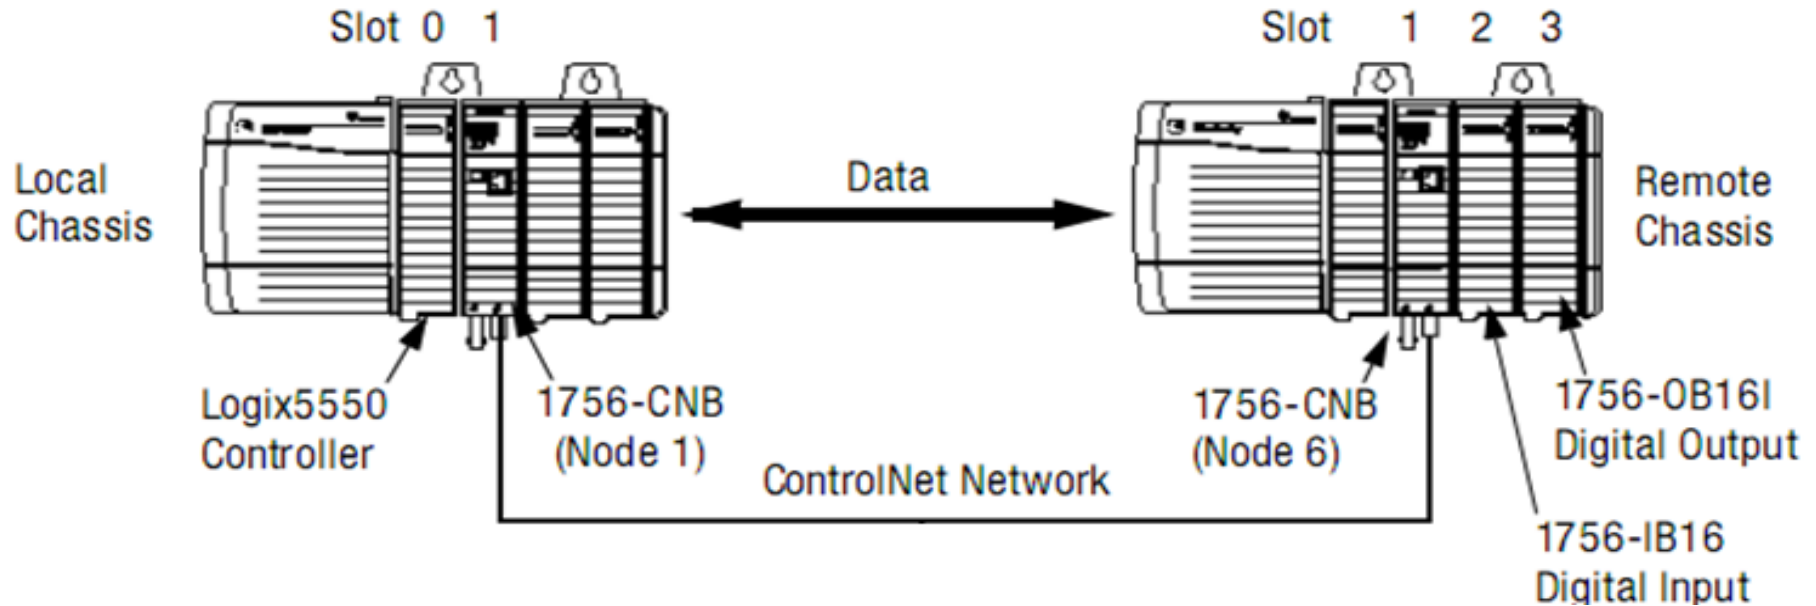 Slot 0 1
Slot 1 2 3
Local
Chassis
Data
Remote
Chassis
Logix5550
Controller
1756-CNB
(Node 1)
ControlNet Network
1756-CNB
(Node 6)
1756-OB16I
Digital Output
1756-IB16
Digital Input